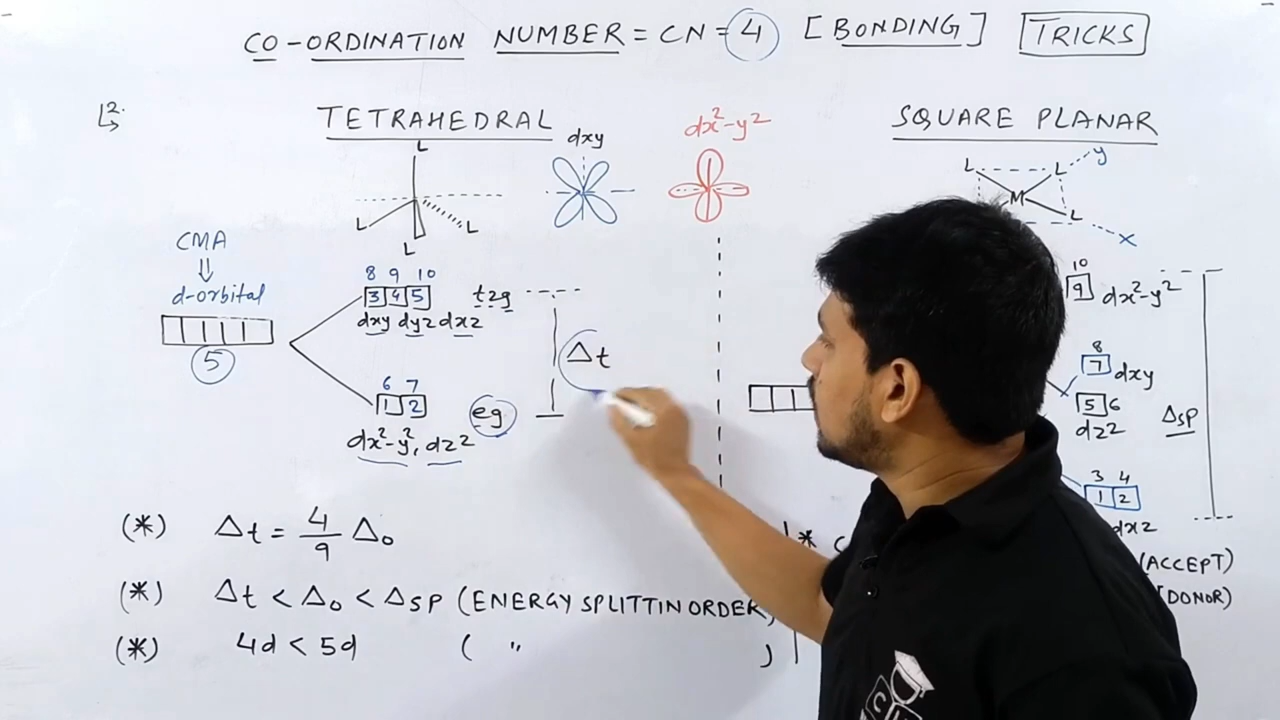 CO-ORDINATION NUMBER = CN = 4 [BONDING] TRICKS
L2.
TETRAHEDRAL
L
L
L
L
dxy
dx²-y²
SQUARE PLANAR
L
L
M
L
y
x
CMA
⇓
d-orbital
5
8 9 10
3 4 5
t2g
dxy dyz dxz
6 7
1 2
eg
dx²-y², dz²
Δt
10
9
dx²-y²
8
7
dxy
5 6
dz²
3 4
1 2
dxz
Δsp
(*) Δt = 4/9 Δo
(*) Δt < Δo < Δsp (ENERGY SPLITTIN ORDER)
(*) 4d < 5d ( " )
*
(ACCEPT)
(DONOR)